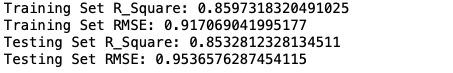 Training Set R_Square: 0.8597318320491025
Training Set RMSE: 0.917069041995177
Testing Set R_Square: 0.8532812328134511
Testing Set RMSE: 0.9536576287454115